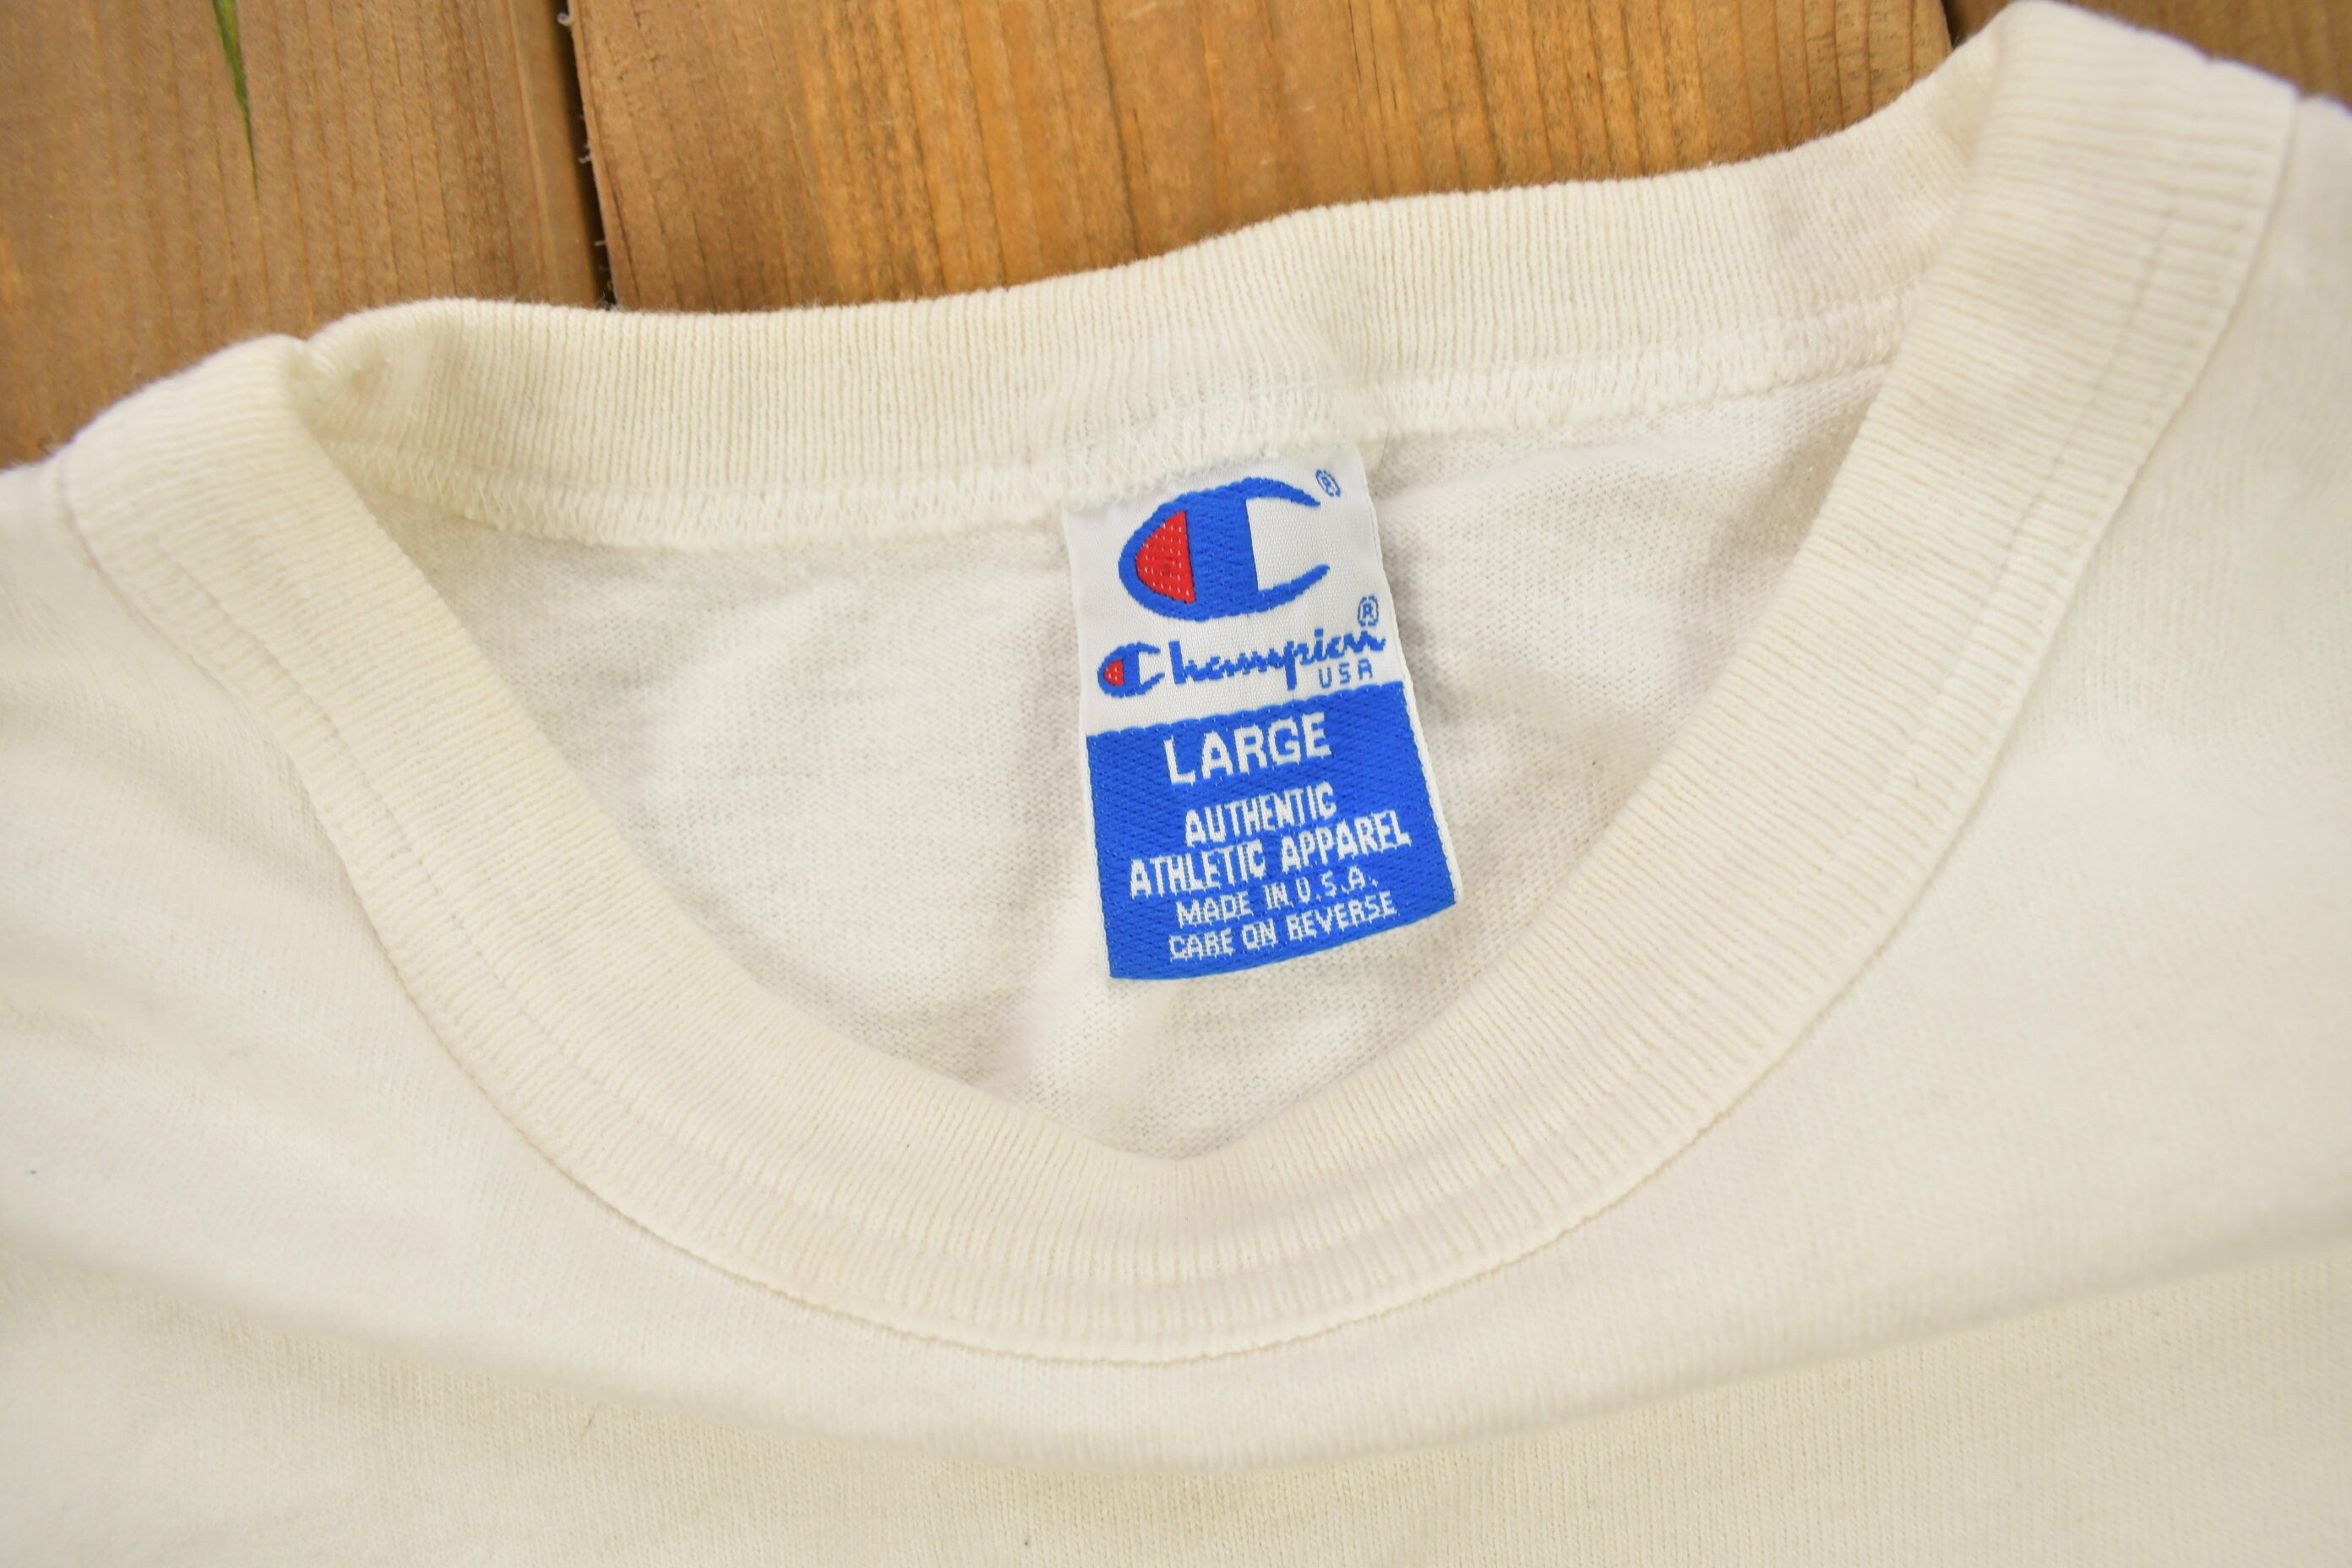 ®
Champion®
USA
LARGE
AUTHENTIC
ATHLETIC APPAREL
MADE IN U.S.A.
CARE ON REVERSE